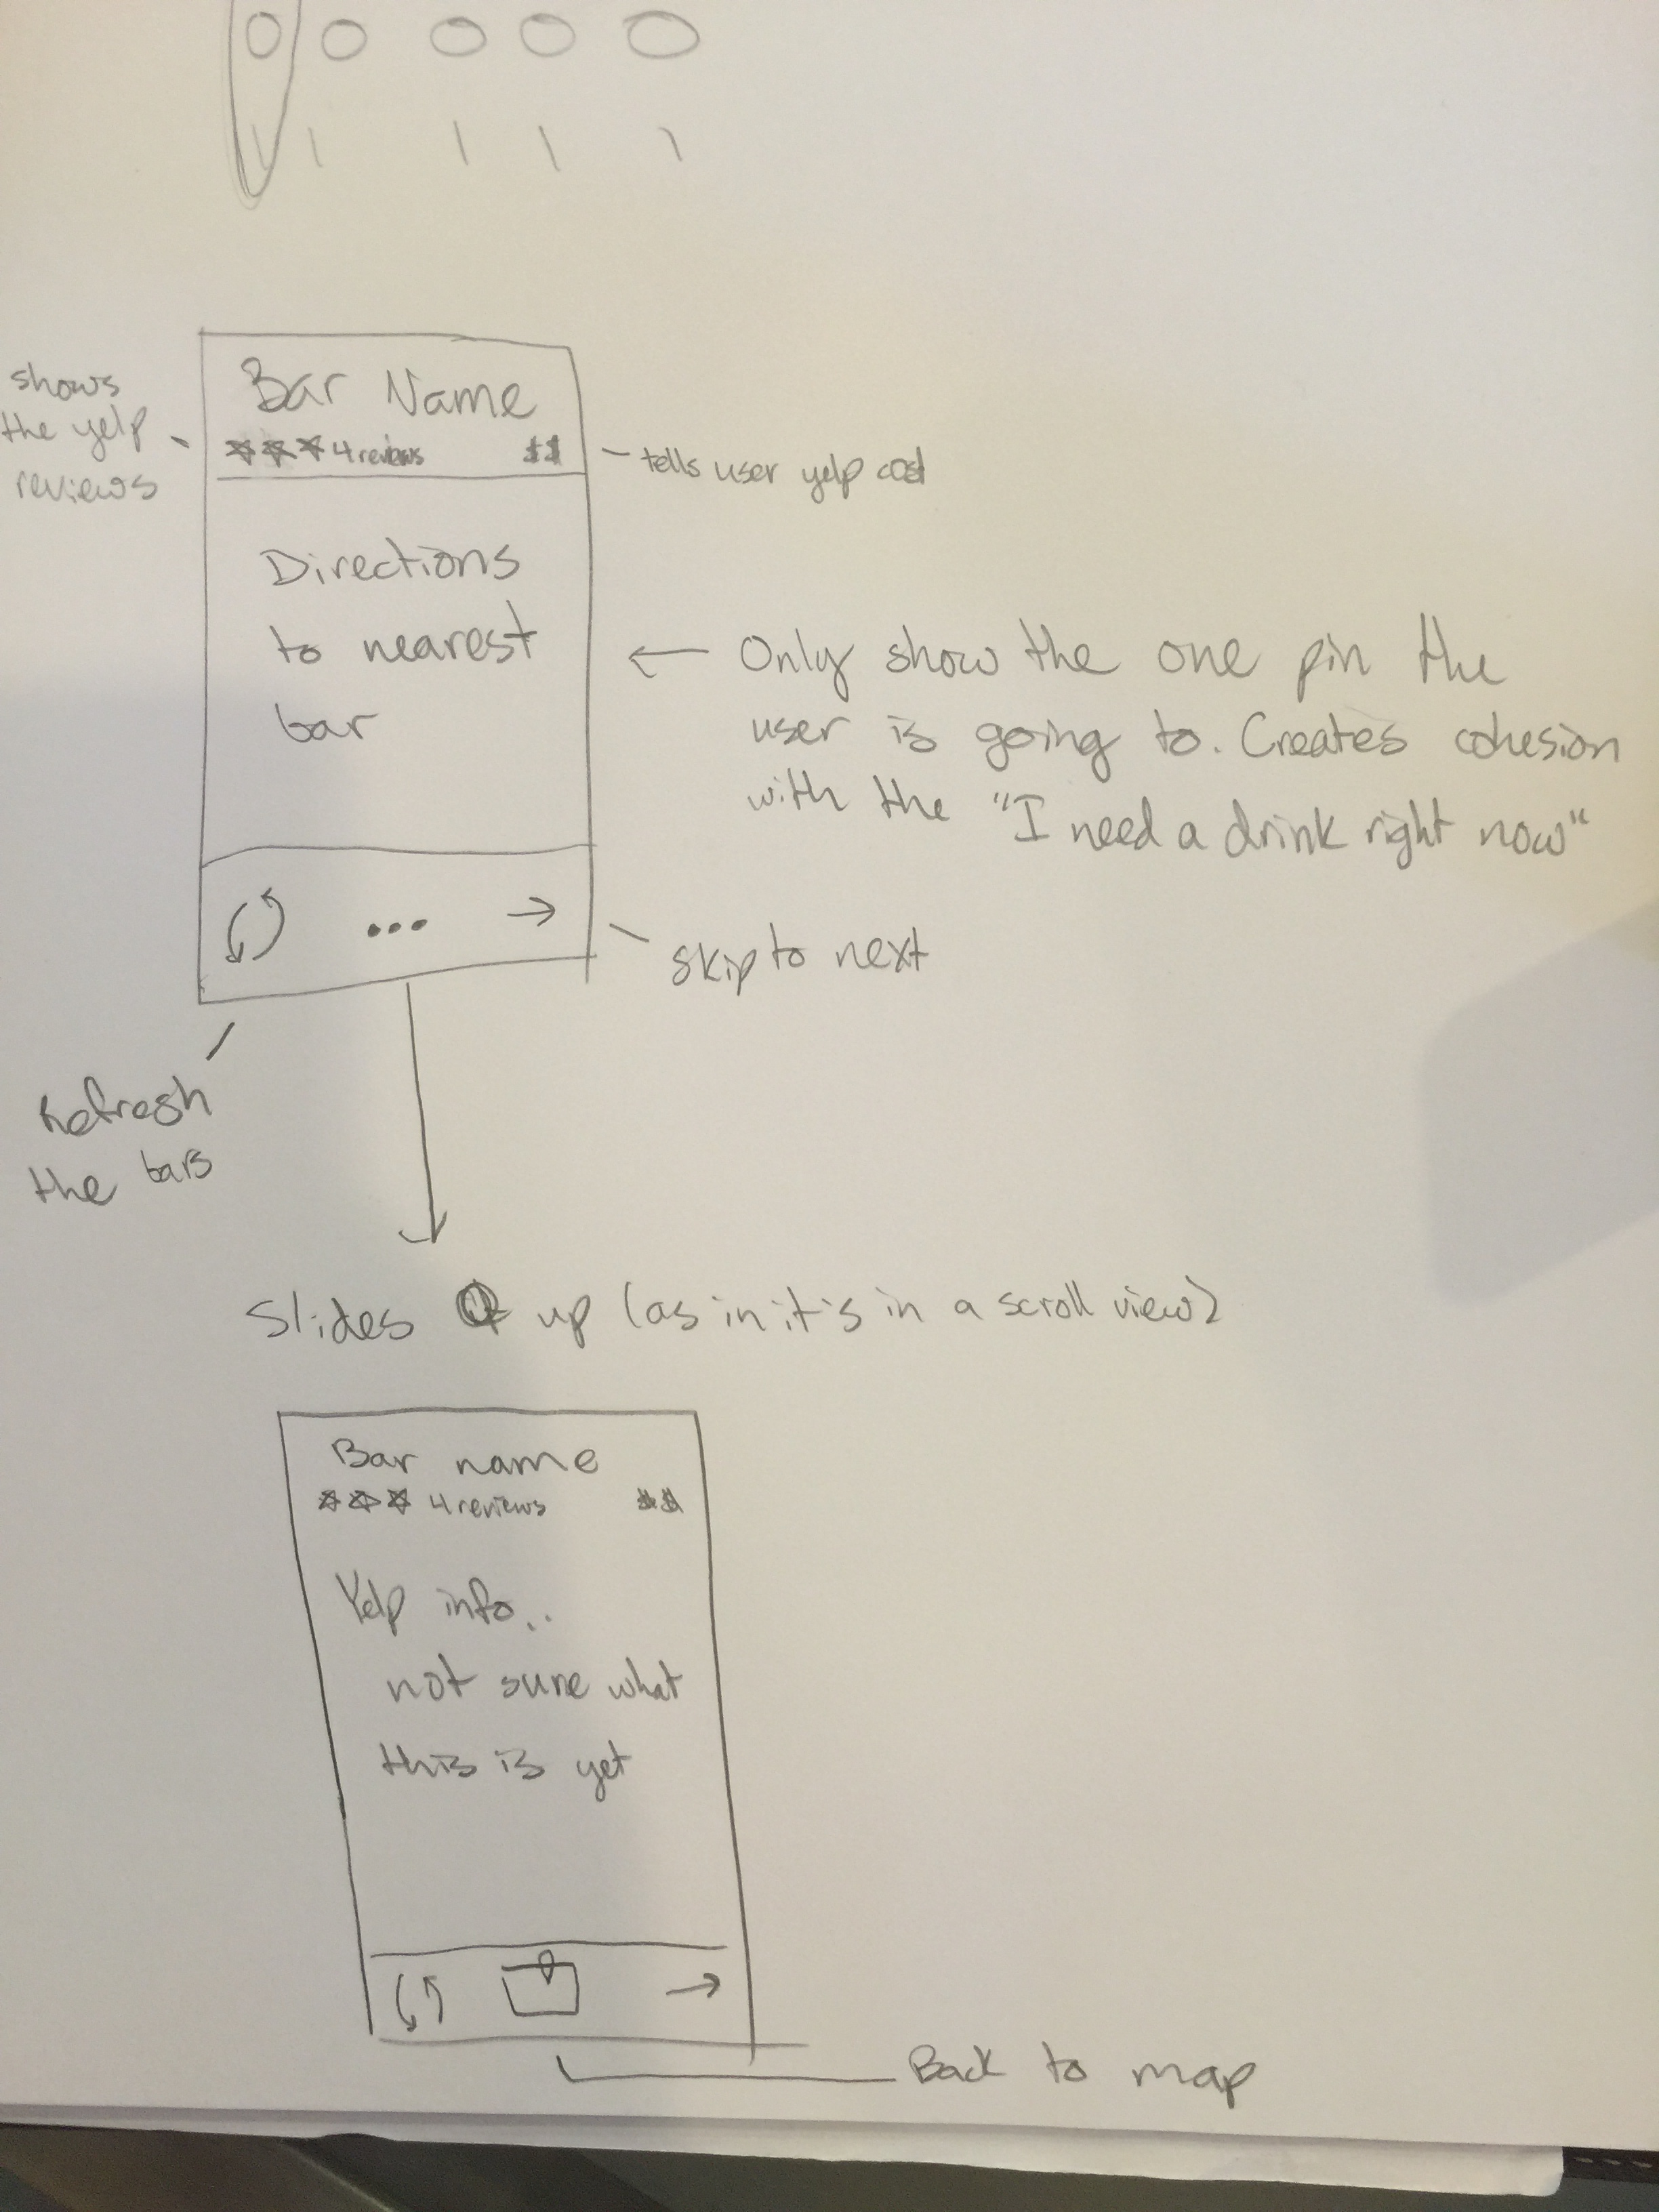 Bar Name
4 reviews $$
shows
the yelp
reviews
tells user yelp cost
Directions
to nearest
bar
Only show the one pin the
user is going to. Creates cohesion
with the "I need a drink right now"
...
skip to next
Refresh
the bars
Slides up (as in it's in a scroll view)
Bar name
4 reviews $$
Yelp info..
not sure what
this is yet
Back to map